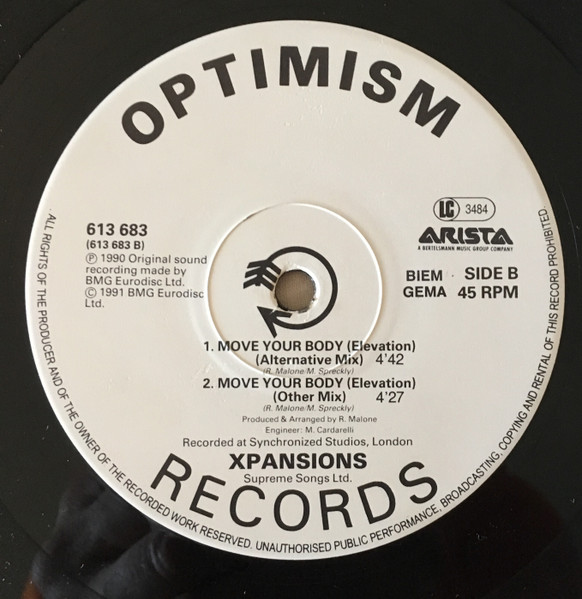 OPTIMISM
613 683
(613 683 B)
℗ 1990 Original sound
recording made by
BMG Eurodisc Ltd.
© 1991 BMG Eurodisc
Ltd.
LC 3484
ARISTA
A BERTELSMANN MUSIC GROUP COMPANY
BIEM · SIDE B
GEMA 45 RPM
1. MOVE YOUR BODY (Elevation)
(Alternative Mix) 4'42
(R. Malone/M. Spreckly)
2. MOVE YOUR BODY (Elevation)
(Other Mix) 4'27
(R. Malone/M. Spreckly)
Produced & Arranged by R. Malone
Engineer: M. Cardarelli
Recorded at Synchronized Studios, London
XPANSIONS
Supreme Songs Ltd.
RECORDS
ALL RIGHTS OF THE PRODUCER AND OF THE OWNER OF THE RECORDED WORK RESERVED. UNAUTHORISED PUBLIC PERFORMANCE, BROADCASTING, COPYING AND RENTAL OF THIS RECORD PROHIBITED.